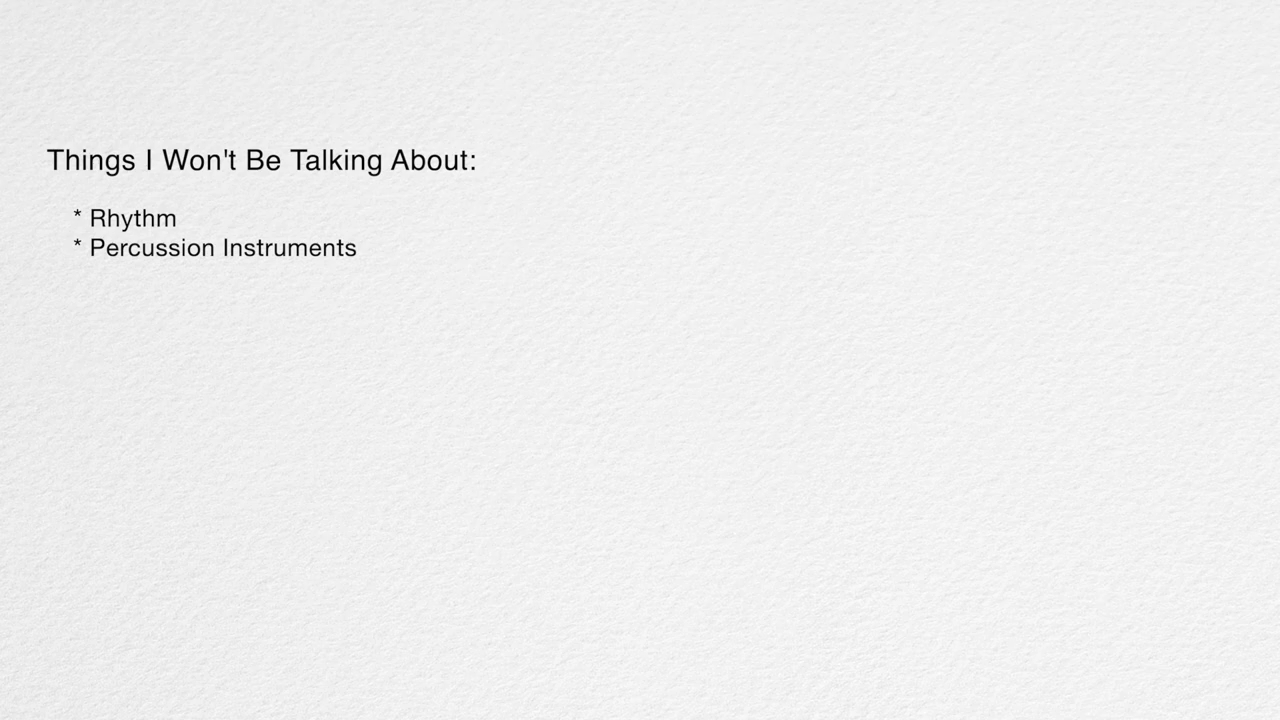 Things I Won't Be Talking About:
* Rhythm
* Percussion Instruments